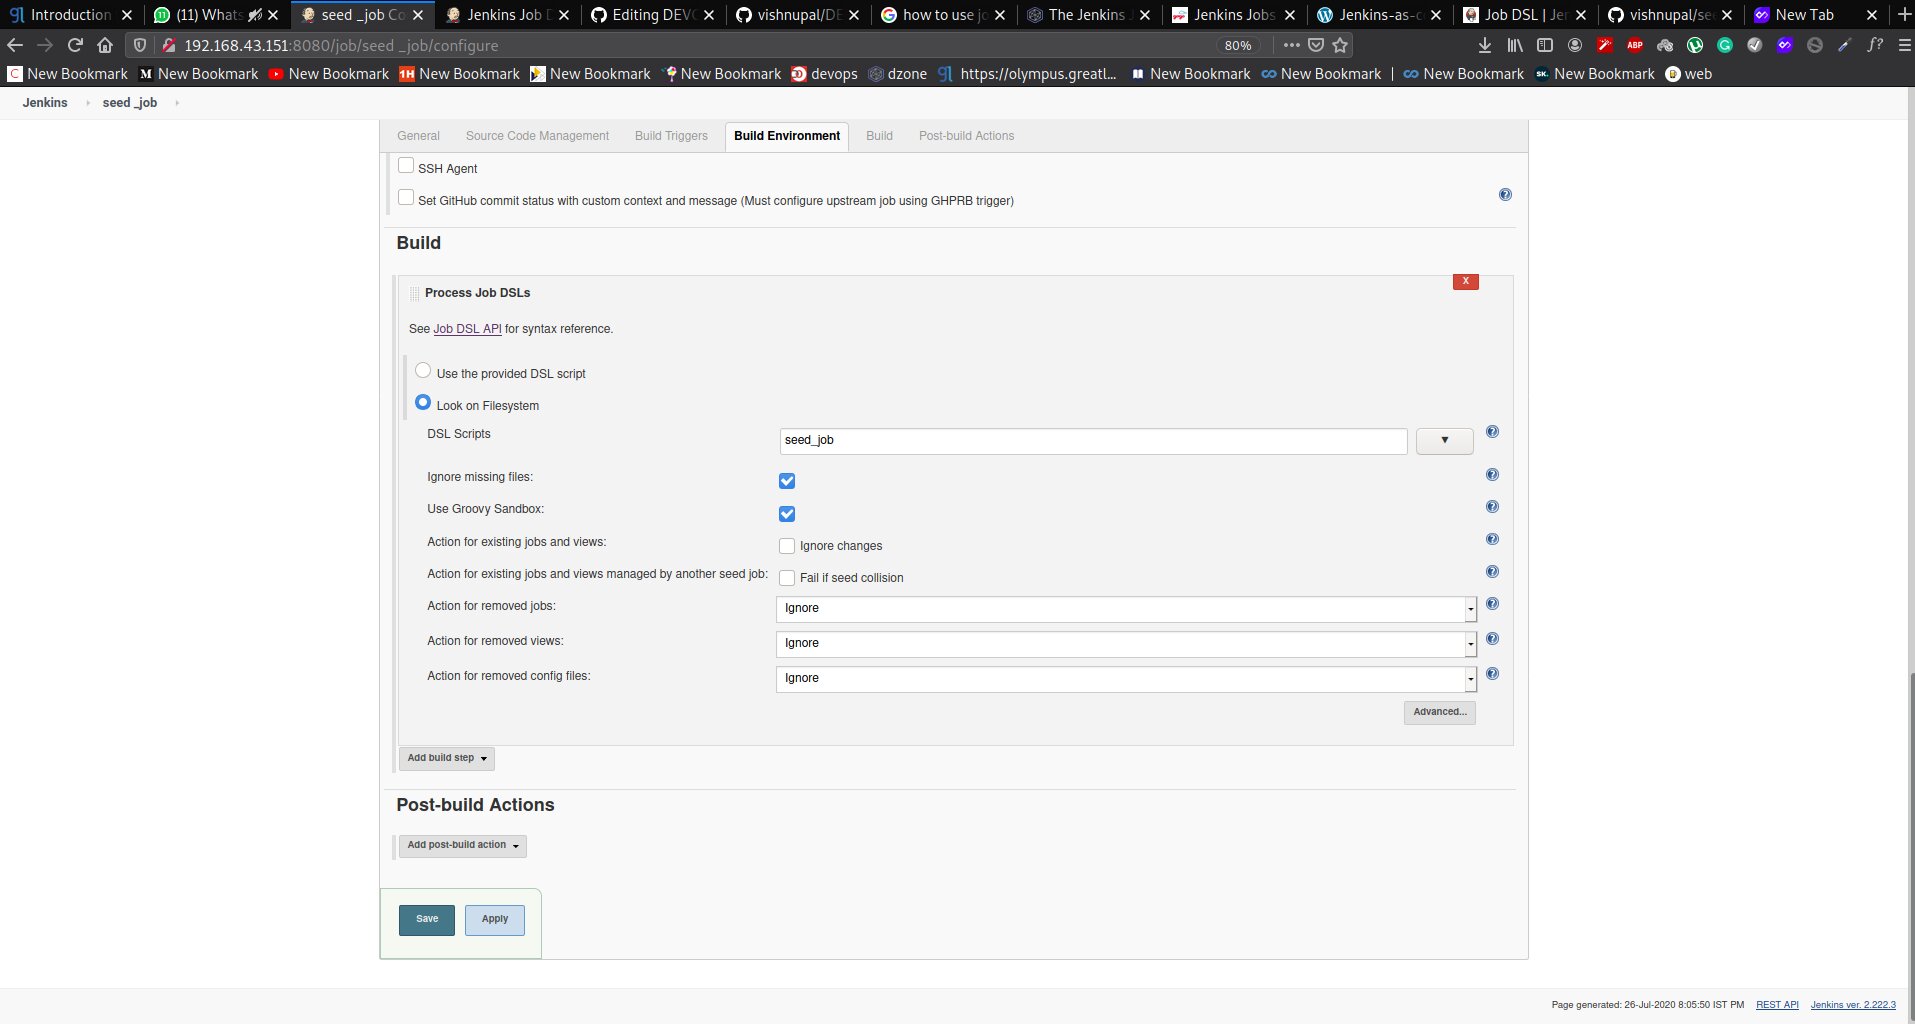 Introduction (11) Whats seed _job Co Jenkins Job D Editing DEVO vishnupal/DE how to use jo The Jenkins J Jenkins Jobs Jenkins-as-co Job DSL | Jen vishnupal/see New Tab
192.168.43.151:8080/job/seed _job/configure 80%
New Bookmark New Bookmark New Bookmark New Bookmark New Bookmark New Bookmark devops dzone https://olympus.greatl... New Bookmark New Bookmark | New Bookmark New Bookmark web
Jenkins seed _job
General Source Code Management Build Triggers Build Environment Build Post-build Actions
SSH Agent
Set GitHub commit status with custom context and message (Must configure upstream job using GHPRB trigger)
Build
X
Process Job DSLs
See Job DSL API for syntax reference.
Use the provided DSL script
Look on Filesystem
DSL Scripts seed_job
Ignore missing files:
Use Groovy Sandbox:
Action for existing jobs and views: Ignore changes
Action for existing jobs and views managed by another seed job: Fail if seed collision
Action for removed jobs: Ignore
Action for removed views: Ignore
Action for removed config files: Ignore
Advanced...
Add build step
Post-build Actions
Add post-build action
Save Apply
Page generated: 26-Jul-2020 8:05:50 IST PM REST API Jenkins ver. 2.222.3